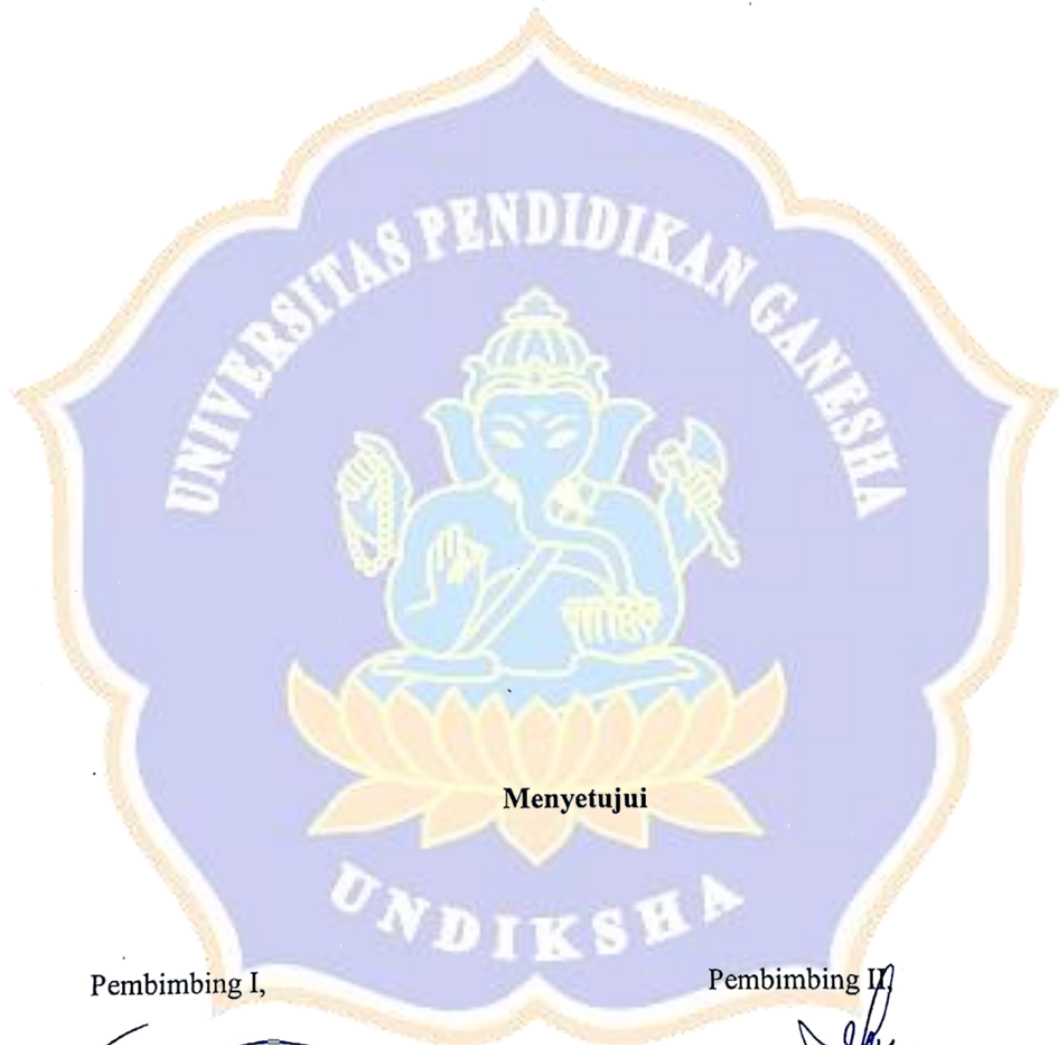 UNIVERSITAS PENDIDIKAN GANESHA
Menyetujui
UNDIKSHA
Pembimbing I,
Pembimbing II,